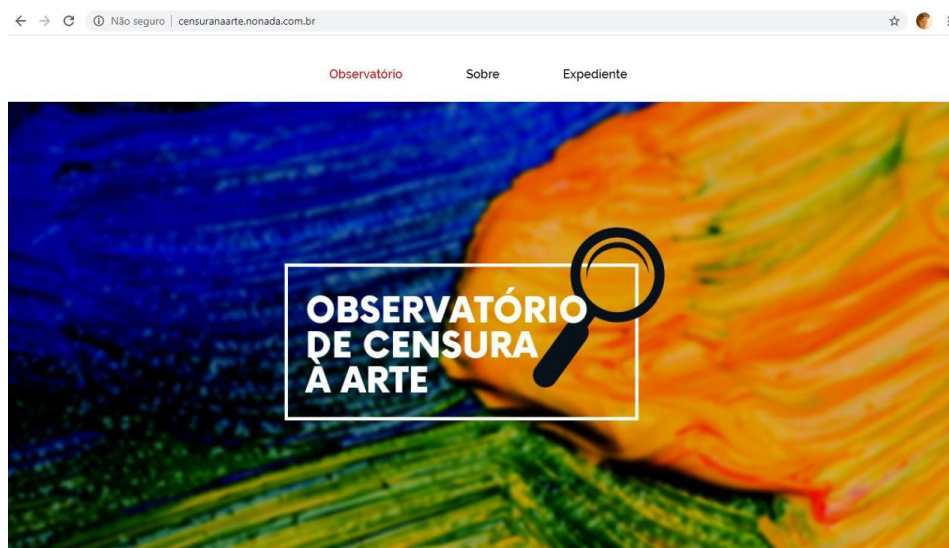 Não seguro | censuranaarte.nonada.com.br
Observatório Sobre Expediente
OBSERVATÓRIO
DE CENSURA
À ARTE